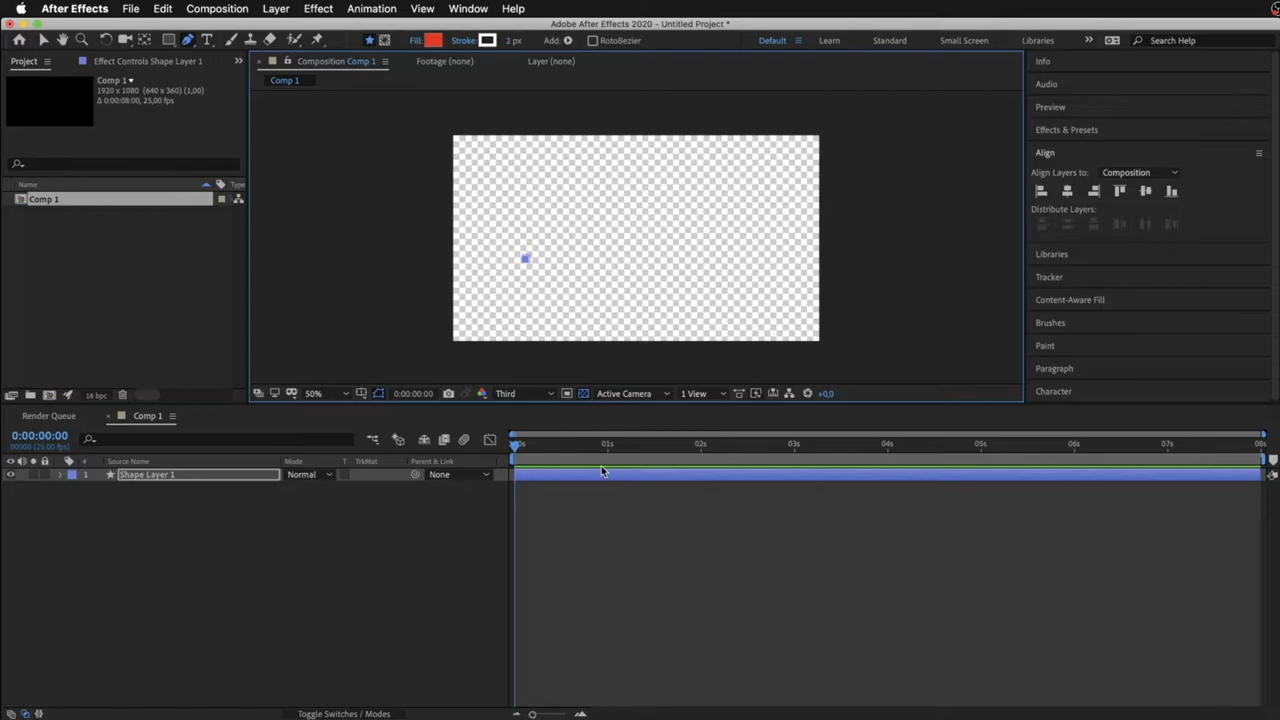 After Effects File Edit Composition Layer Effect Animation View Window Help
Adobe After Effects 2020 - Untitled Project *
Fill: Stroke: 2 px Add: RotoBezier Default Learn Standard Small Screen Libraries Search Help
Project Effect Controls Shape Layer 1 Composition Comp 1 Footage (none) Layer (none) Info
Comp 1 Comp 1
1920 x 1080 (640 x 360) (1,00)
Δ 0:00:08:00, 25,00 fps
Audio
Preview
Effects & Presets
Align
Align Layers to: Composition
Name Type
Comp 1
Distribute Layers:
Libraries
Tracker
Content-Aware Fill
Brushes
Paint
Paragraph
Character
16 bpc 50% 0:00:00:00 Third Active Camera 1 View +0,0
Render Queue Comp 1
0:00:00:00
00000 (25.00 fps)
01s 02s 03s 04s 05s 06s 07s 08s
# Source Name Mode T TrkMat Parent & Link
1 Shape Layer 1 Normal None
Toggle Switches / Modes